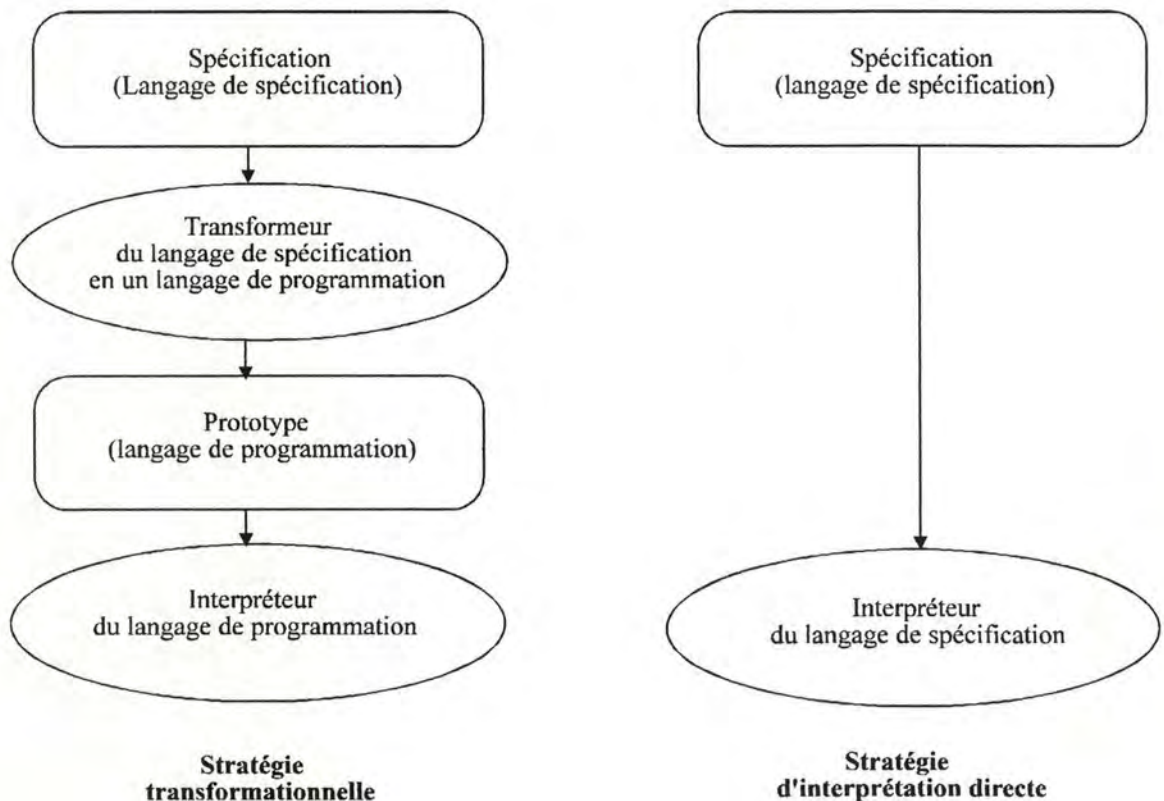 Spécification
(Langage de spécification)
Transformeur
du langage de spécification
en un langage de programmation
Prototype
(langage de programmation)
Interpréteur
du langage de programmation
Stratégie
transformationnelle
Spécification
(langage de spécification)
Interpréteur
du langage de spécification
Stratégie
d'interprétation directe